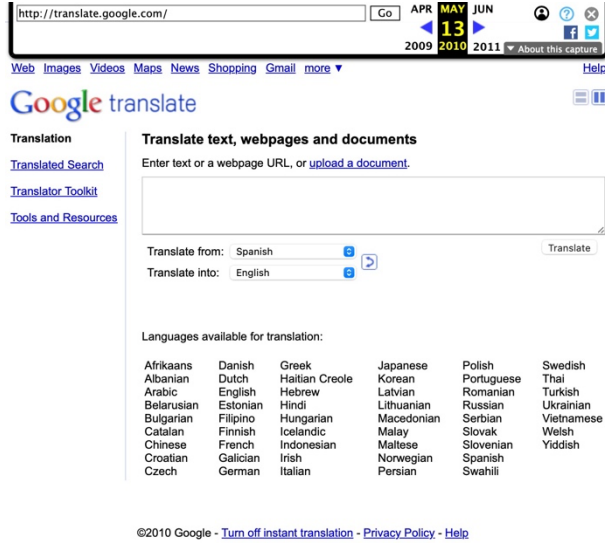 http://translate.google.com/ Go APR MAY JUN
13
2009 2010 2011 ▼ About this capture
Web Images Videos Maps News Shopping Gmail more ▼ Help
Google translate
Translation
Translated Search
Translator Toolkit
Tools and Resources
Translate text, webpages and documents
Enter text or a webpage URL, or upload a document.
Translate from: Spanish
Translate into: English
Translate
Languages available for translation:
Afrikaans Danish Greek Japanese Polish Swedish
Albanian Dutch Haitian Creole Korean Portuguese Thai
Arabic English Hebrew Latvian Romanian Turkish
Belarusian Estonian Hindi Lithuanian Russian Ukrainian
Bulgarian Filipino Hungarian Macedonian Serbian Vietnamese
Catalan Finnish Icelandic Malay Slovak Welsh
Chinese French Indonesian Maltese Slovenian Yiddish
Croatian Galician Irish Norwegian Spanish
Czech German Italian Persian Swahili
©2010 Google - Turn off instant translation - Privacy Policy - Help